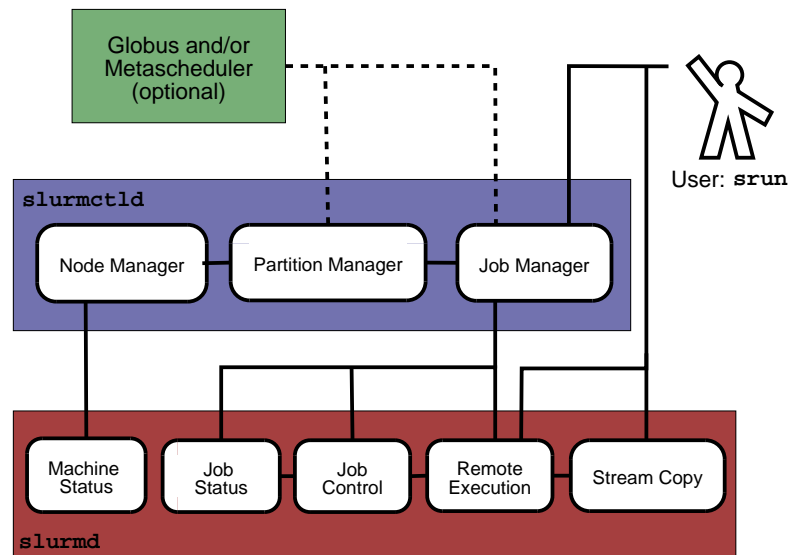 Globus and/or
Metascheduler
(optional)
User: srun
slurmctld
Node Manager
Partition Manager
Job Manager
Machine
Status
Job
Status
Job
Control
Remote
Execution
Stream Copy
slurmd